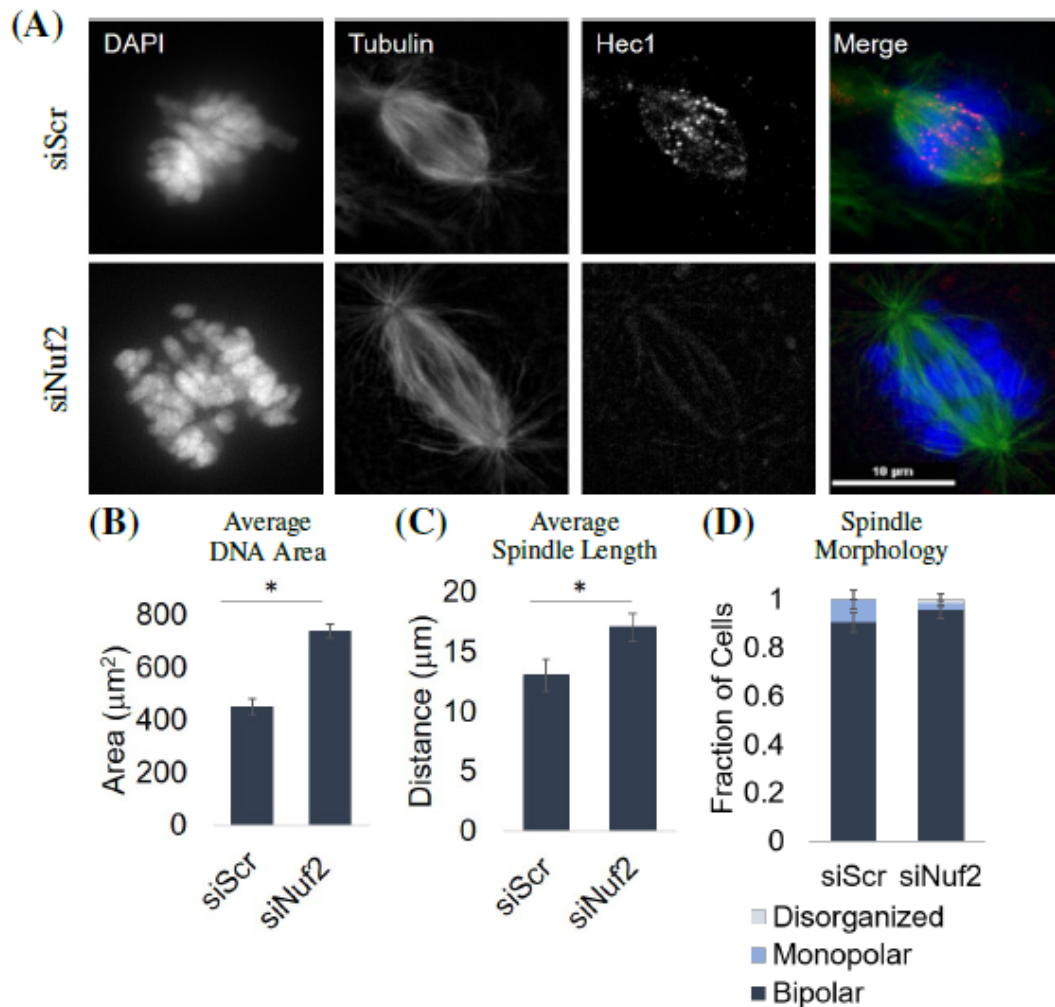 (A)
DAPI
Tubulin
Hec1
Merge
siScr
siNuf2
10 µm
(B)
Average
DNA Area
*
800
600
400
200
0
Area (µm²)
siScr
siNuf2
(C)
Average
Spindle Length
*
20
15
10
5
0
Distance (µm)
siScr
siNuf2
(D)
Spindle
Morphology
1
0.8
0.6
0.4
0.2
0
Fraction of Cells
siScr siNuf2
Disorganized
Monopolar
Bipolar